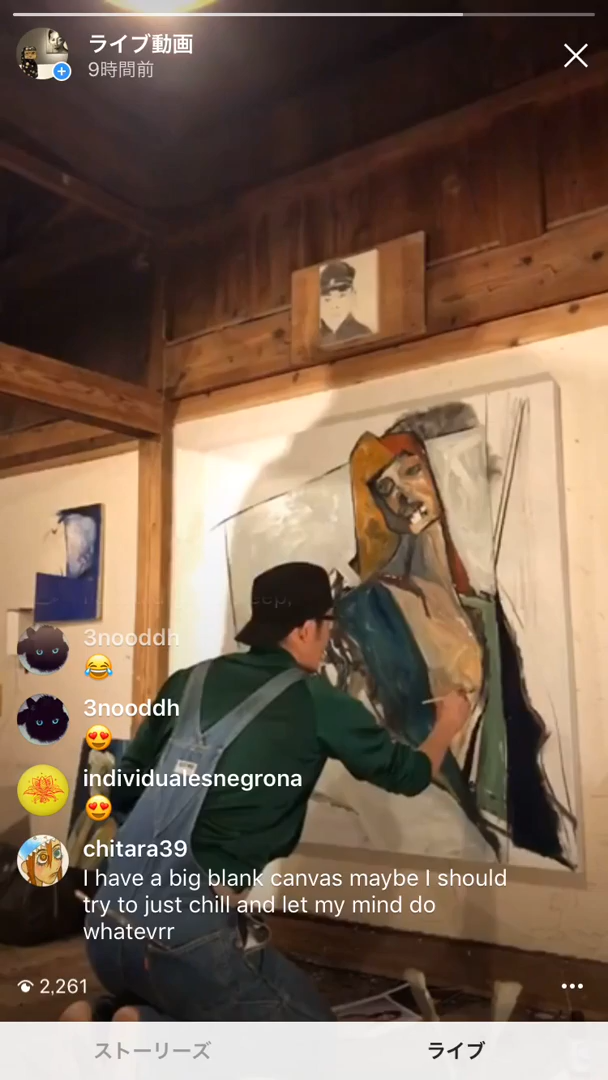 ライブ動画
9時間前
3nooddh
😂
3nooddh
😍
individualesnegrona
😍
chitara39
I have a big blank canvas maybe I should
try to just chill and let my mind do
whatevrr
2,261
ストーリーズ
ライブ